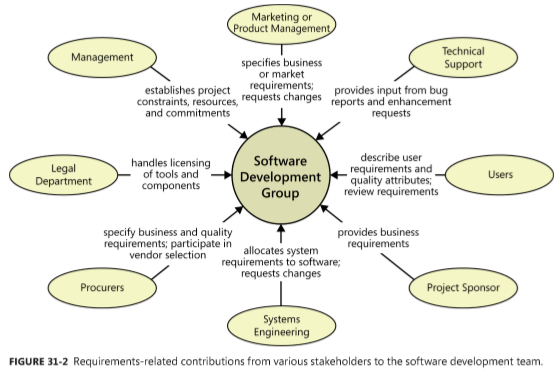 Marketing or
Product Management
Management
Technical
Support
specifies business
or market
requirements;
requests changes
establishes project
constraints, resources,
and commitments
provides input from bug
reports and enhancement
requests
Legal
Department
handles licensing
of tools and
components
Software
Development
Group
describe user
requirements and
quality attributes;
review requirements
Users
specify business and quality
requirements; participate in
vendor selection
allocates system
requirements to software;
requests changes
provides business
requirements
Procurers
Systems
Engineering
Project Sponsor
FIGURE 31-2 Requirements-related contributions from various stakeholders to the software development team.